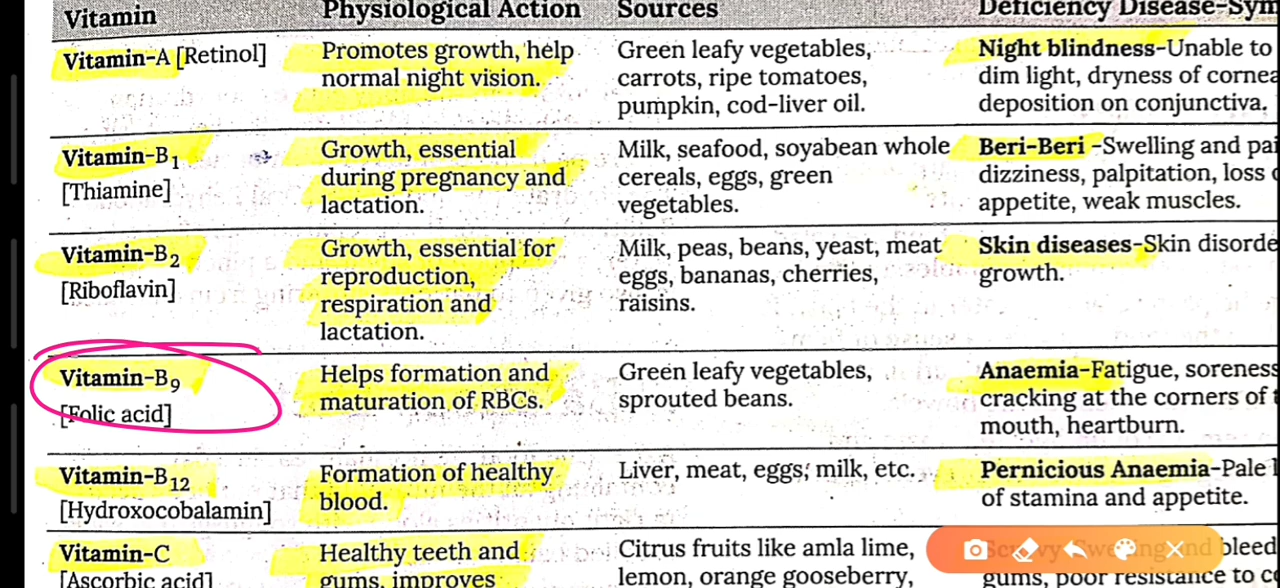 Vitamin Physiological Action Sources Deficiency Disease-Sym
Vitamin-A [Retinol] Promotes growth, help Green leafy vegetables, Night blindness-Unable to
normal night vision. carrots, ripe tomatoes, dim light, dryness of cornea
pumpkin, cod-liver oil. deposition on conjunctiva.
Vitamin-B1 Growth, essential Milk, seafood, soyabean whole Beri-Beri -Swelling and pai
[Thiamine] during pregnancy and cereals, eggs, green dizziness, palpitation, loss
lactation. vegetables. appetite, weak muscles.
Vitamin-B2 Growth, essential for Milk, peas, beans, yeast, meat Skin diseases-Skin disorde
[Riboflavin] reproduction, eggs, bananas, cherries, growth.
respiration and raisins.
lactation.
Vitamin-B9 Helps formation and Green leafy vegetables, Anaemia-Fatigue, soreness
[Folic acid] maturation of RBCs. sprouted beans. cracking at the corners of
mouth, heartburn.
Vitamin-B12 Formation of healthy Liver, meat, eggs, milk, etc. Pernicious Anaemia-Pale
[Hydroxocobalamin] blood. of stamina and appetite.
Vitamin-C Healthy teeth and Citrus fruits like amla lime, bleed
[Ascorbic acid] gums, improves lemon, orange gooseberry, gums, poor resistance to